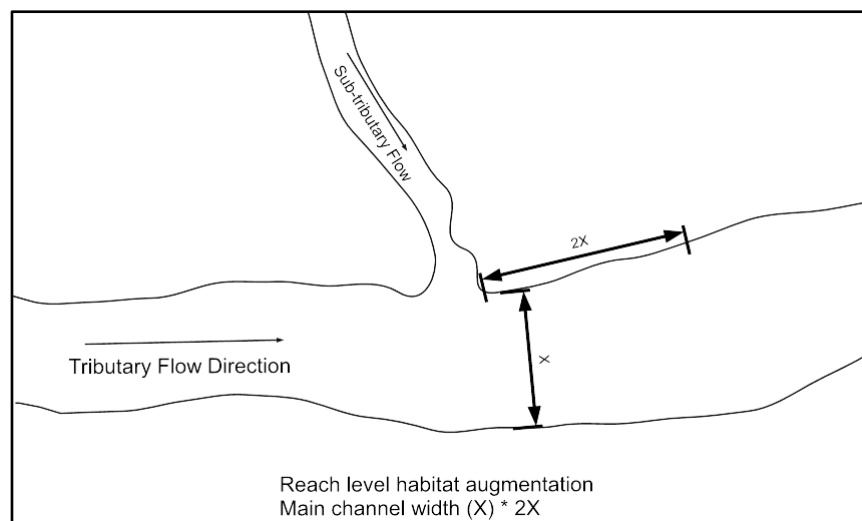 Sub-tributary Flow
2X
X
Tributary Flow Direction
Reach level habitat augmentation
Main channel width (X) * 2X